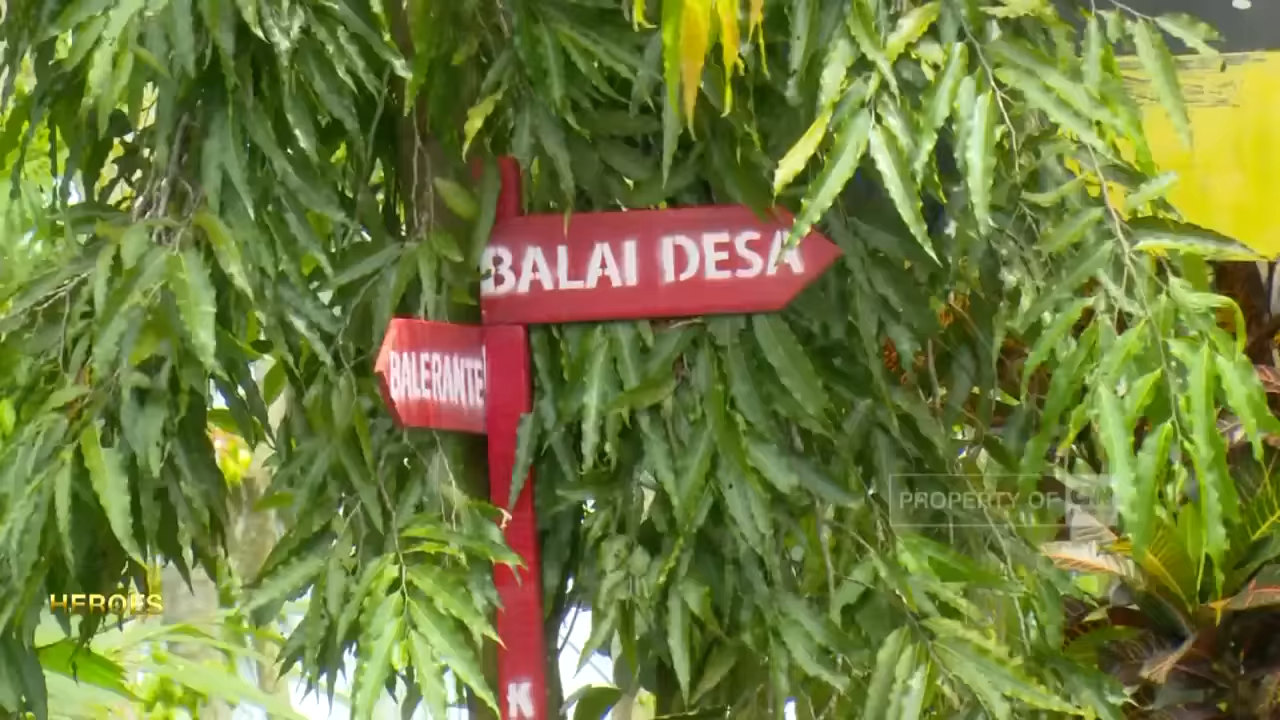 BALAI DESA
BALERANTE
PROPERTY OF
HEROES
K